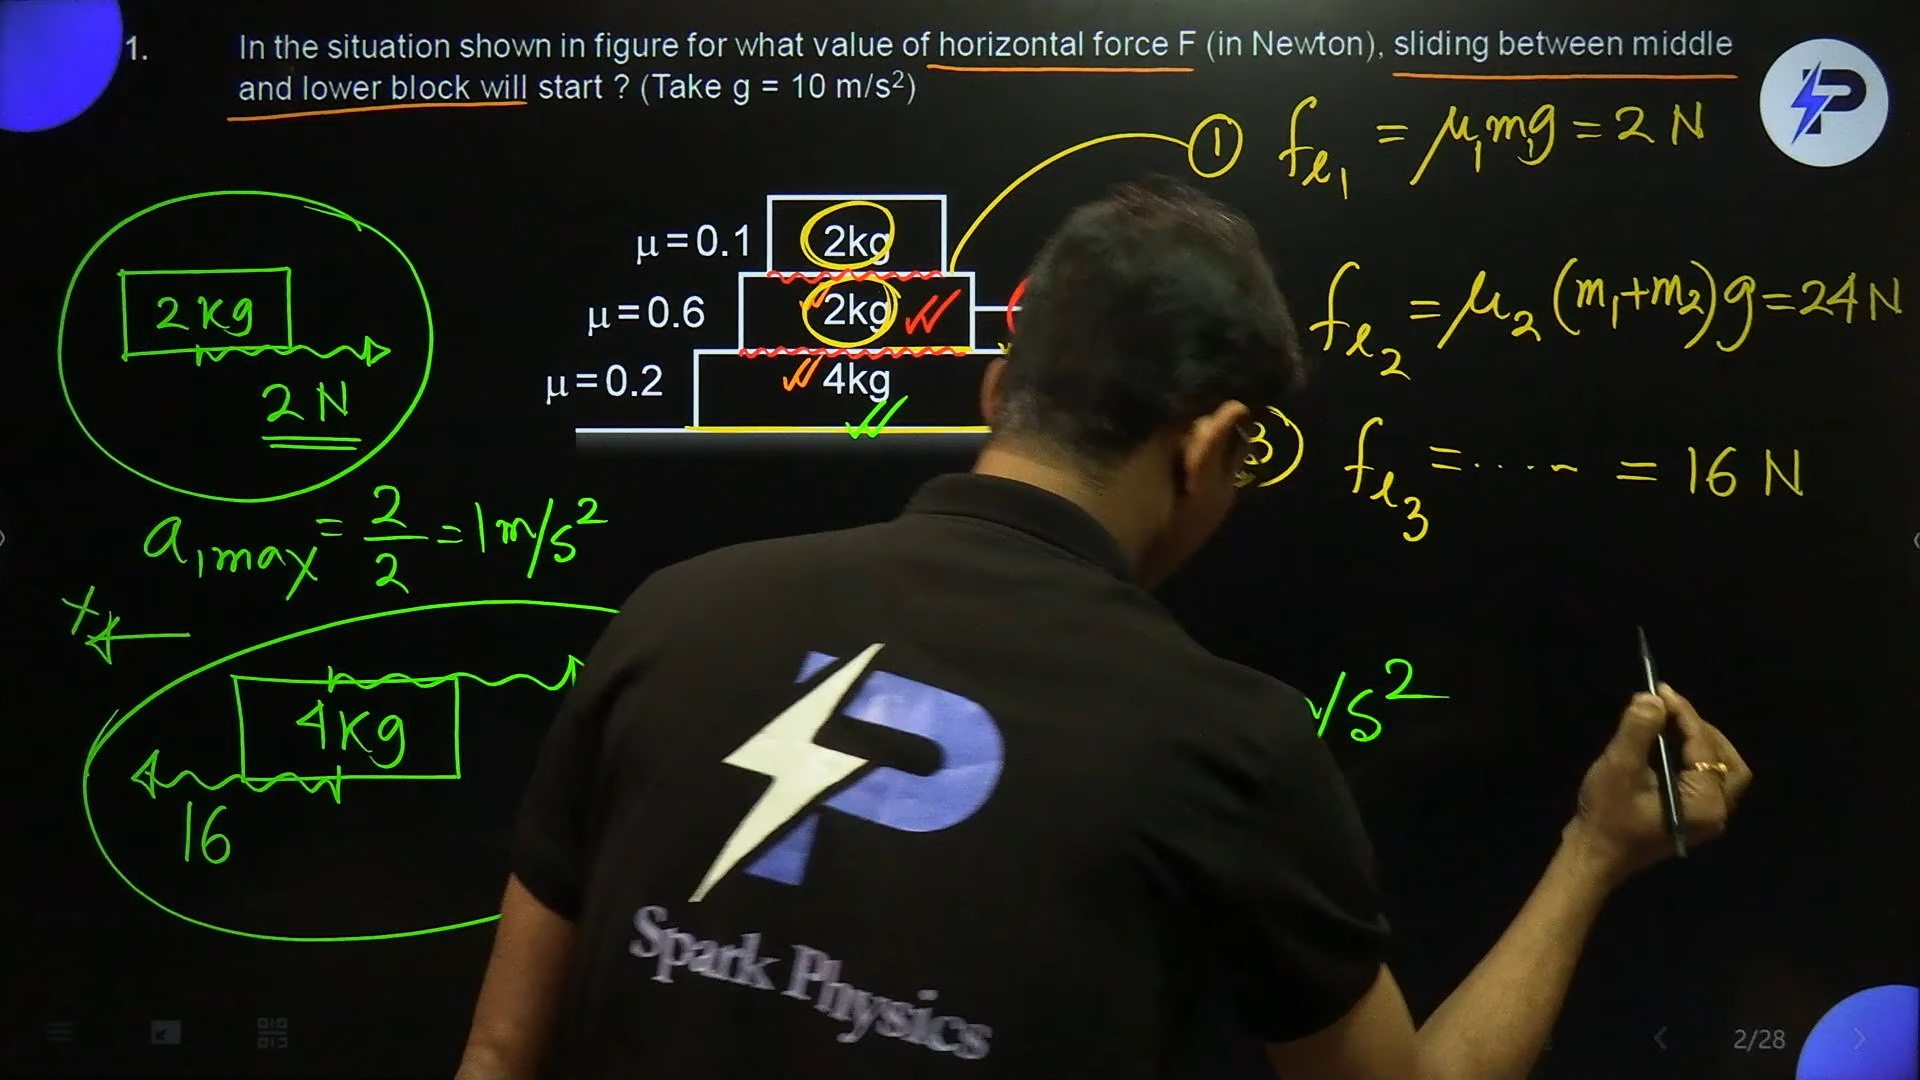 1. In the situation shown in figure for what value of horizontal force F (in Newton), sliding between middle
and lower block will start ? (Take g = 10 m/s²)
① fℓ₁ = μ₁m₁g = 2 N
μ = 0.1 2kg
μ = 0.6 2kg
μ = 0.2 4kg
fℓ₂ = μ₂(m₁+m₂)g = 24 N
3) fℓ₃ = ..... = 16 N
2kg
2 N
a₁max = 2/2 = 1 m/s²
+
4kg
16
/s²
P
Spark Physics
2/28